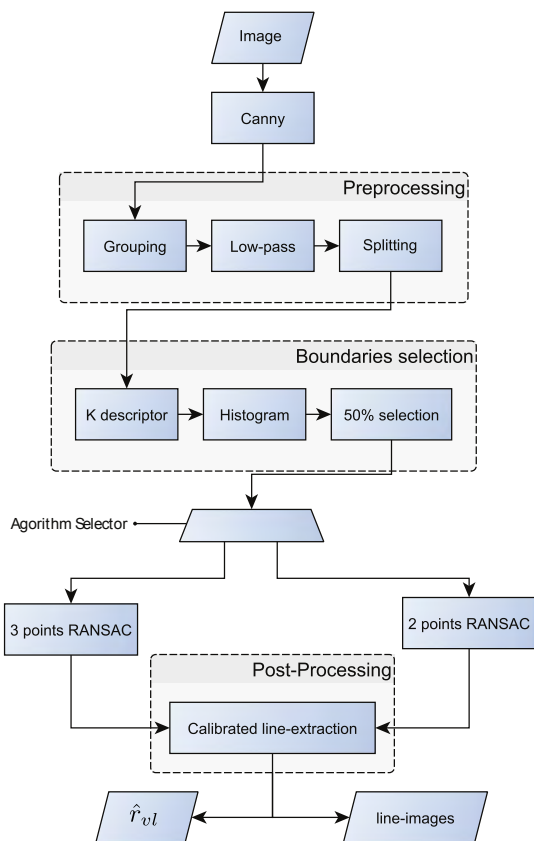 Image
Canny
Preprocessing
Grouping
Low-pass
Splitting
Boundaries selection
K descriptor
Histogram
50% selection
Agorithm Selector
3 points RANSAC
2 points RANSAC
Post-Processing
Calibrated line-extraction
r̂vl
line-images